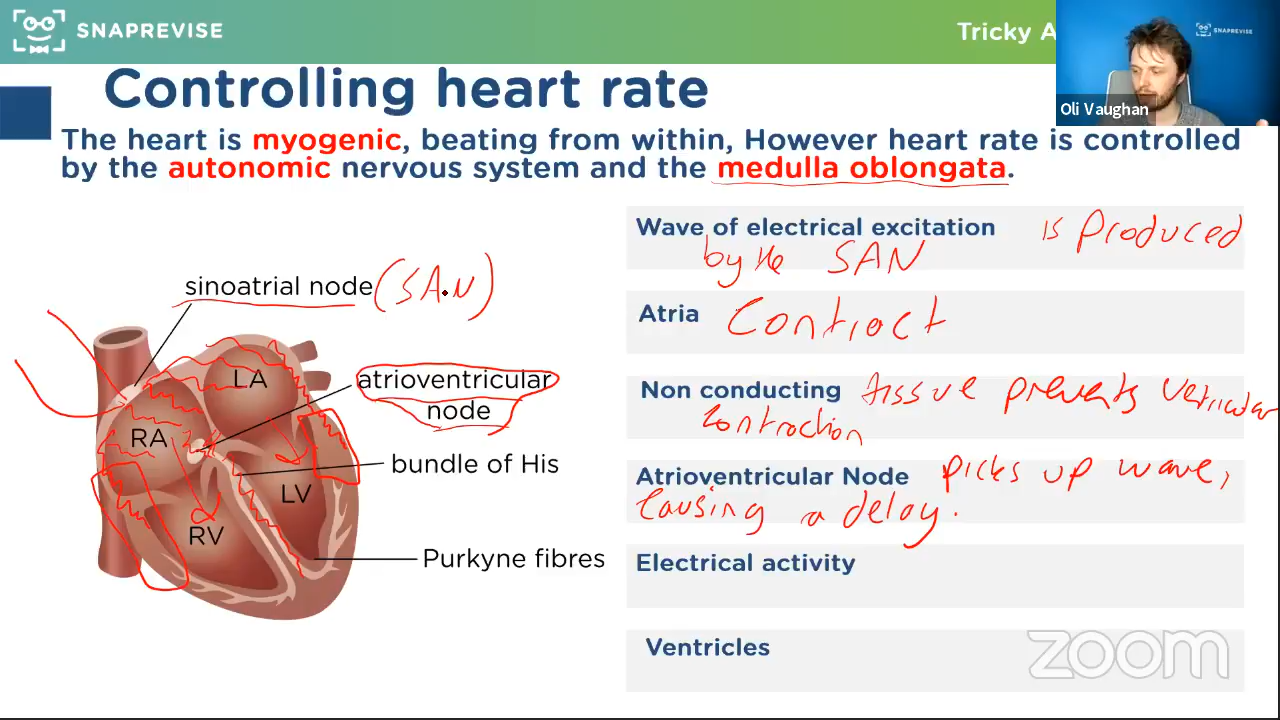 SNAPREVISE
Tricky A
SNAPREVISE
Oli Vaughan
Controlling heart rate
The heart is myogenic, beating from within, However heart rate is controlled
by the autonomic nervous system and the medulla oblongata.
sinoatrial node (SAN)
LA
RA
atrioventricular
node
bundle of His
LV
RV
Purkyne fibres
Wave of electrical excitation is produced
by the SAN
Atria Contract
Non conducting tissue prevents vetricular
contraction
Atrioventricular Node picks up wave,
causing a delay.
Electrical activity
Ventricles
zoom